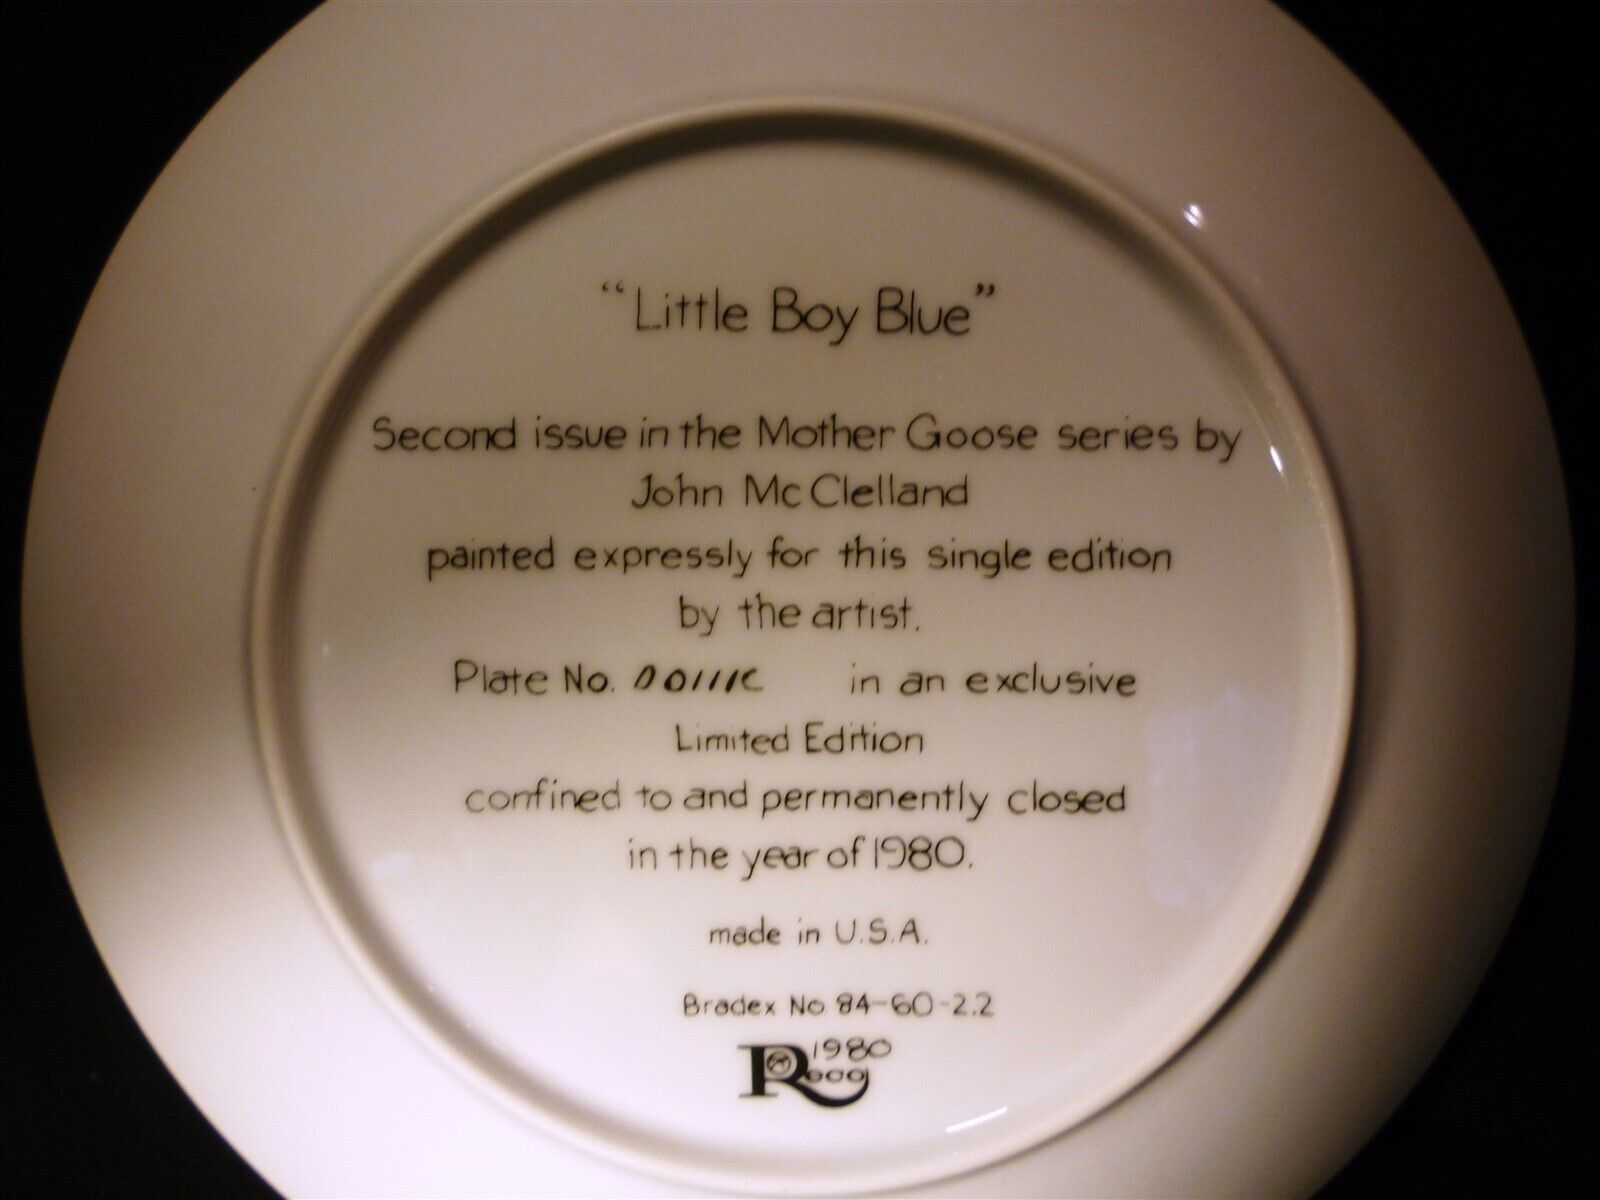 "Little Boy Blue"
Second issue in the Mother Goose series by
John McClelland
painted expressly for this single edition
by the artist.
Plate No. 00111C in an exclusive
Limited Edition
confined to and permanently closed
in the year of 1980.
made in U.S.A.
Bradex No. 84-60-2.2
1980
Reco